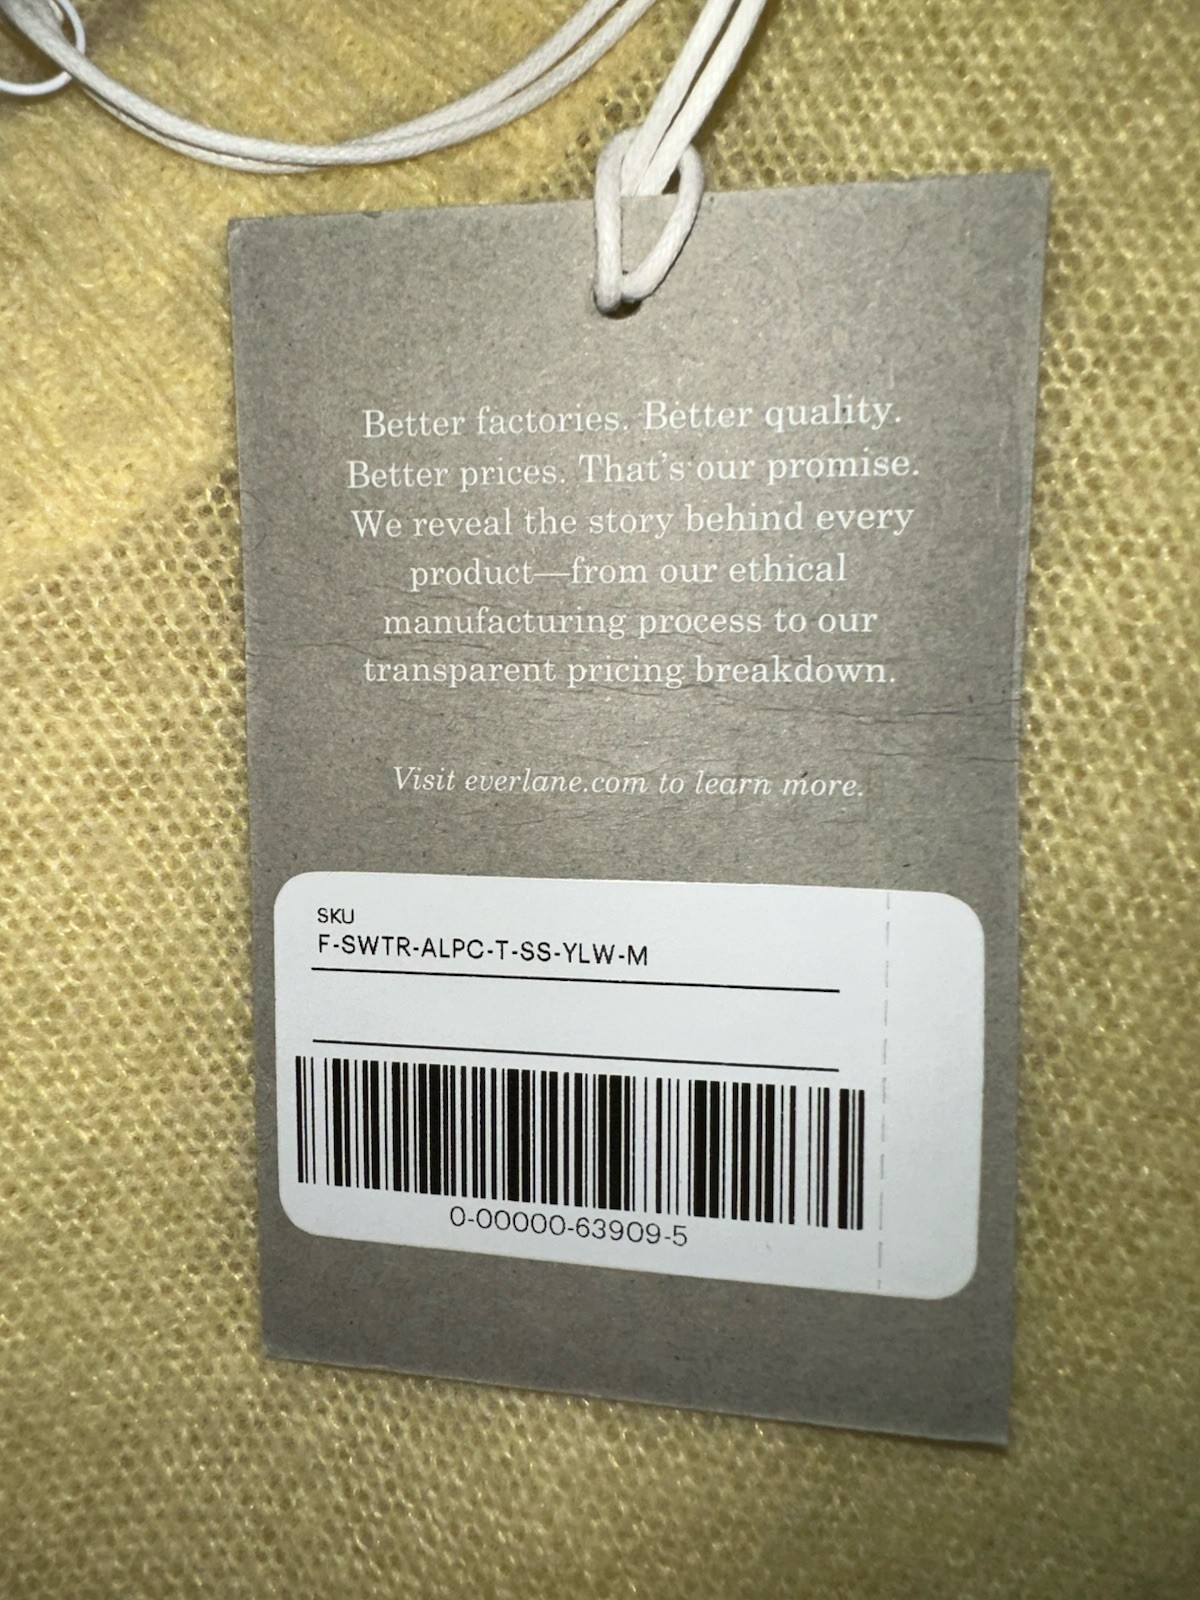 Better factories. Better quality.
Better prices. That's our promise.
We reveal the story behind every
product—from our ethical
manufacturing process to our
transparent pricing breakdown.
Visit everlane.com to learn more.
SKU
F-SWTR-ALPC-T-SS-YLW-M
0-00000-63909-5